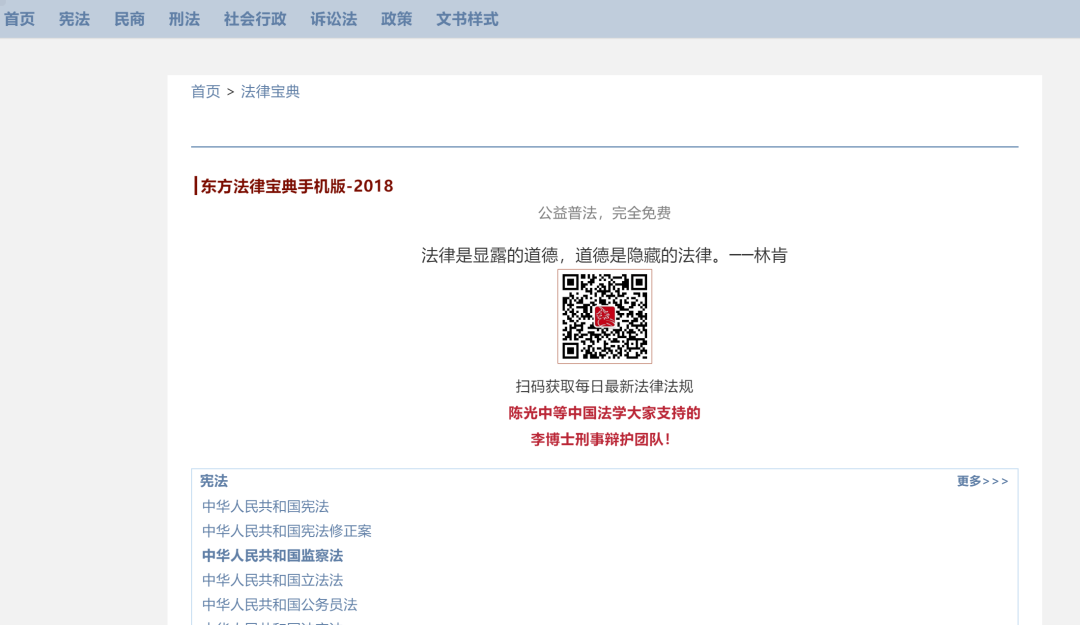 首页 宪法 民商 刑法 社会行政 诉讼法 政策 文书样式
首页 > 法律宝典
东方法律宝典手机版-2018
公益普法，完全免费
法律是显露的道德，道德是隐藏的法律。——林肯
扫码获取每日最新法律法规
陈光中等中国法学大家支持的
李博士刑事辩护团队！
宪法 更多>>>
中华人民共和国宪法
中华人民共和国宪法修正案
中华人民共和国监察法
中华人民共和国立法法
中华人民共和国公务员法